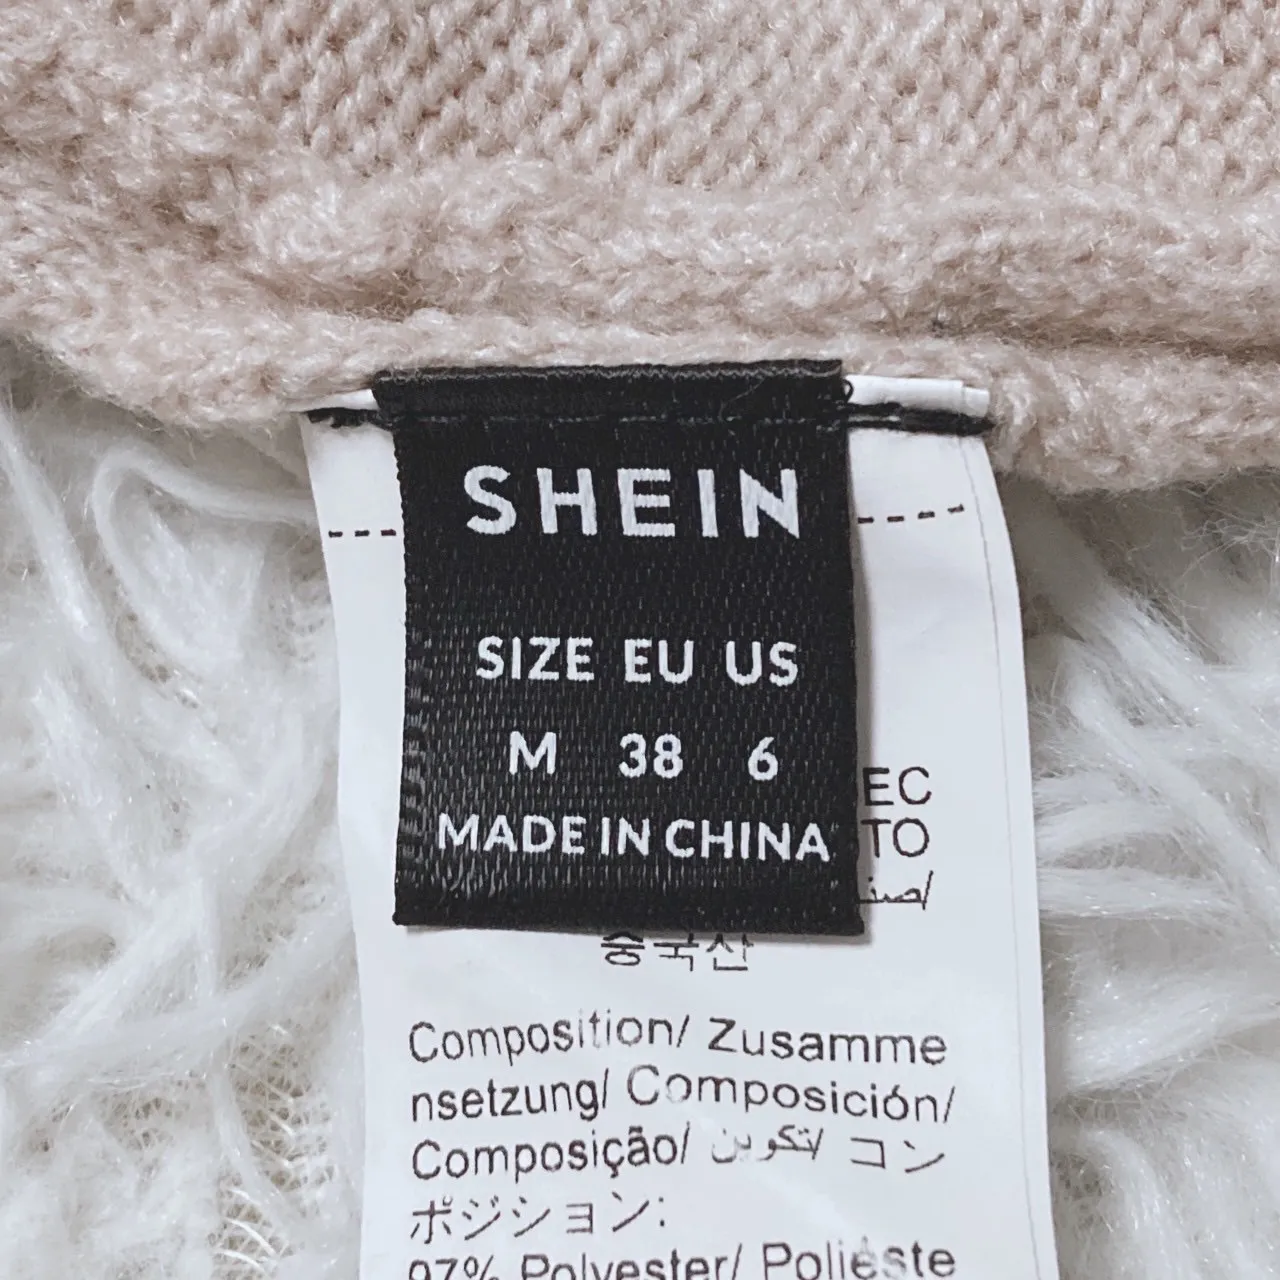 SHEIN
SIZE EU US
M 38 6
MADE IN CHINA
EC
TO
중국산
Composition/ Zusamme
nsetzung/ Composición/
Composição/ تكوين/ コン
ポジション:
97% Polyester/ Poliéste